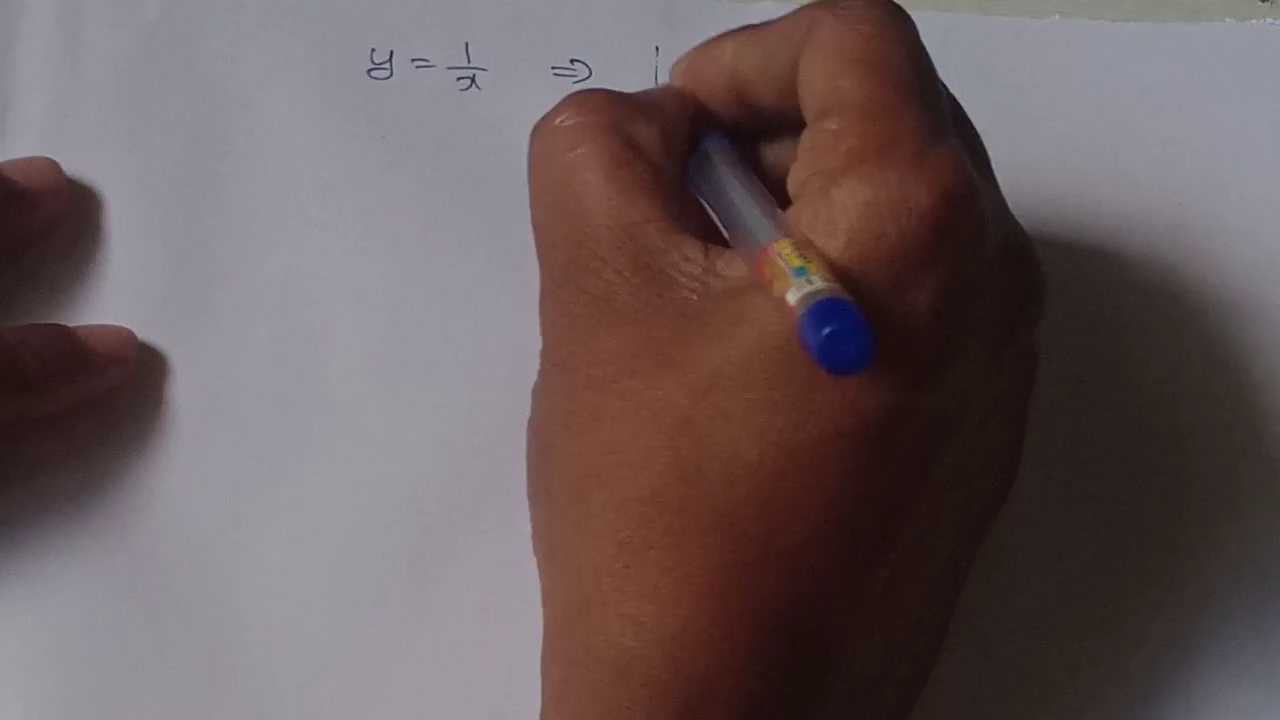 y = 1/x ⇒ |